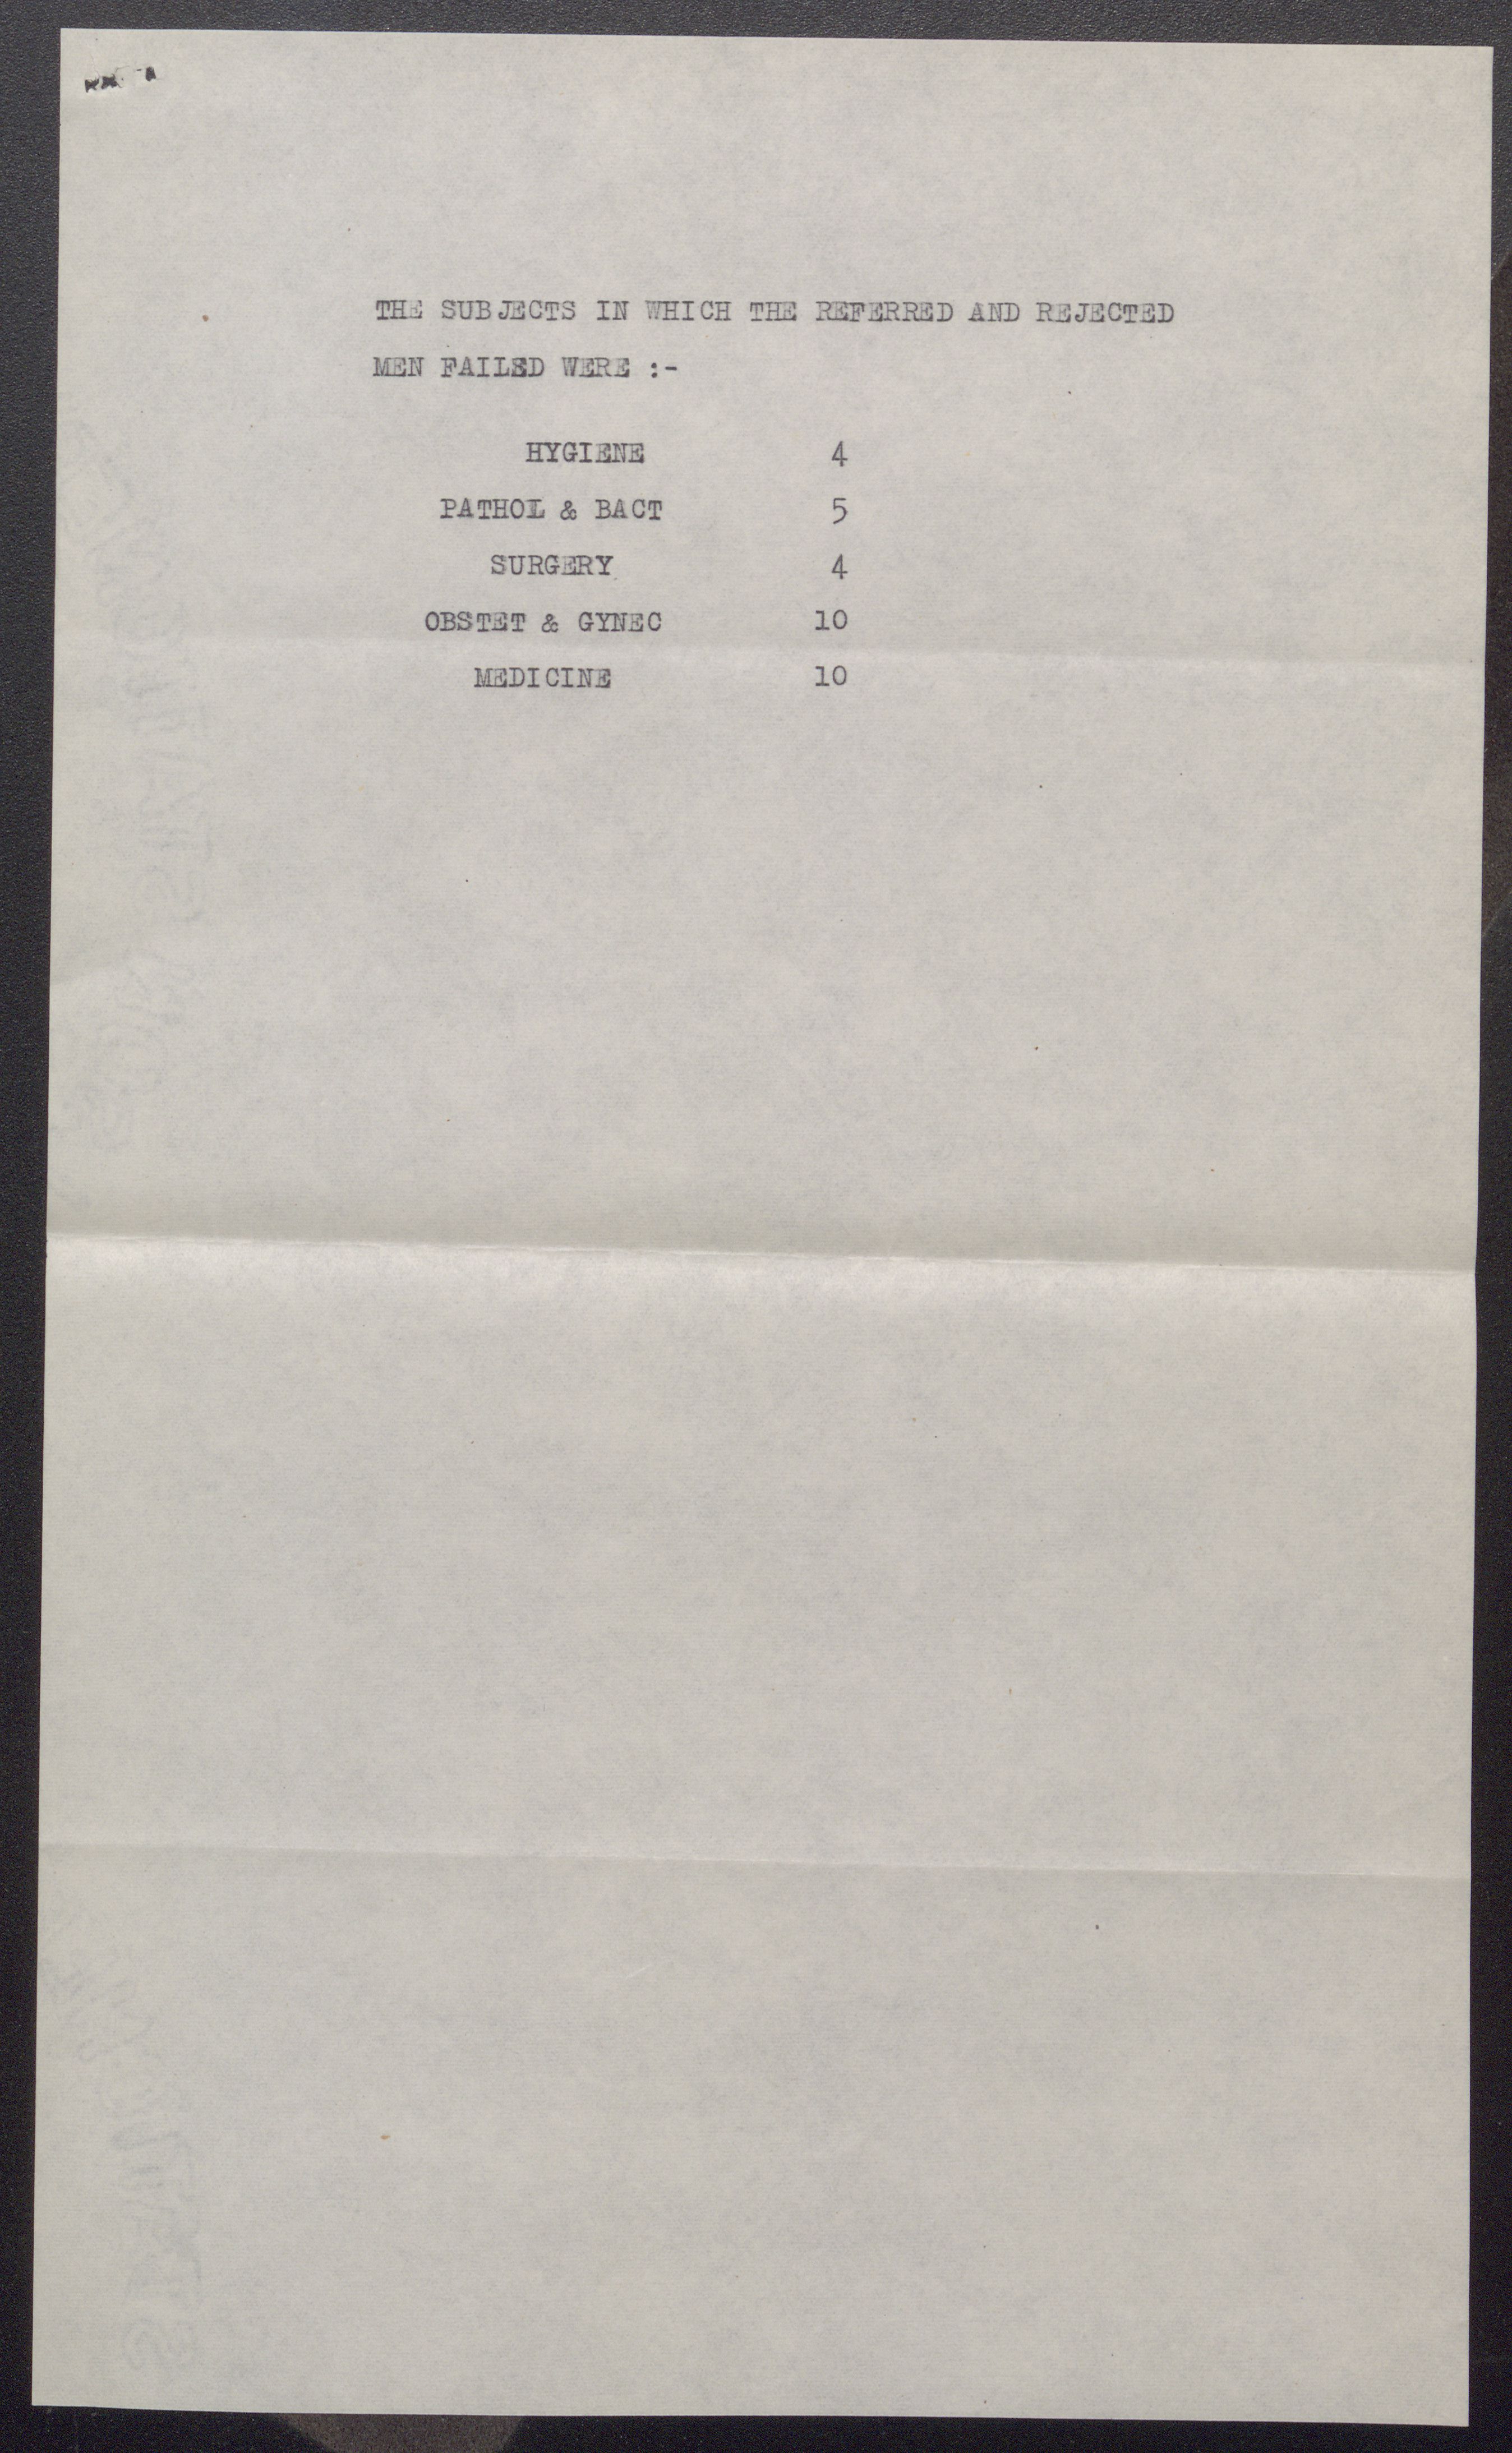 THE SUBJECTS IN WHICH THE REFERRED AND REJECTED
MEN FAILED WERE :-
HYGIENE 4
PATHOL & BACT 5
SURGERY 4
OBSTET & GYNEC 10
MEDICINE 10